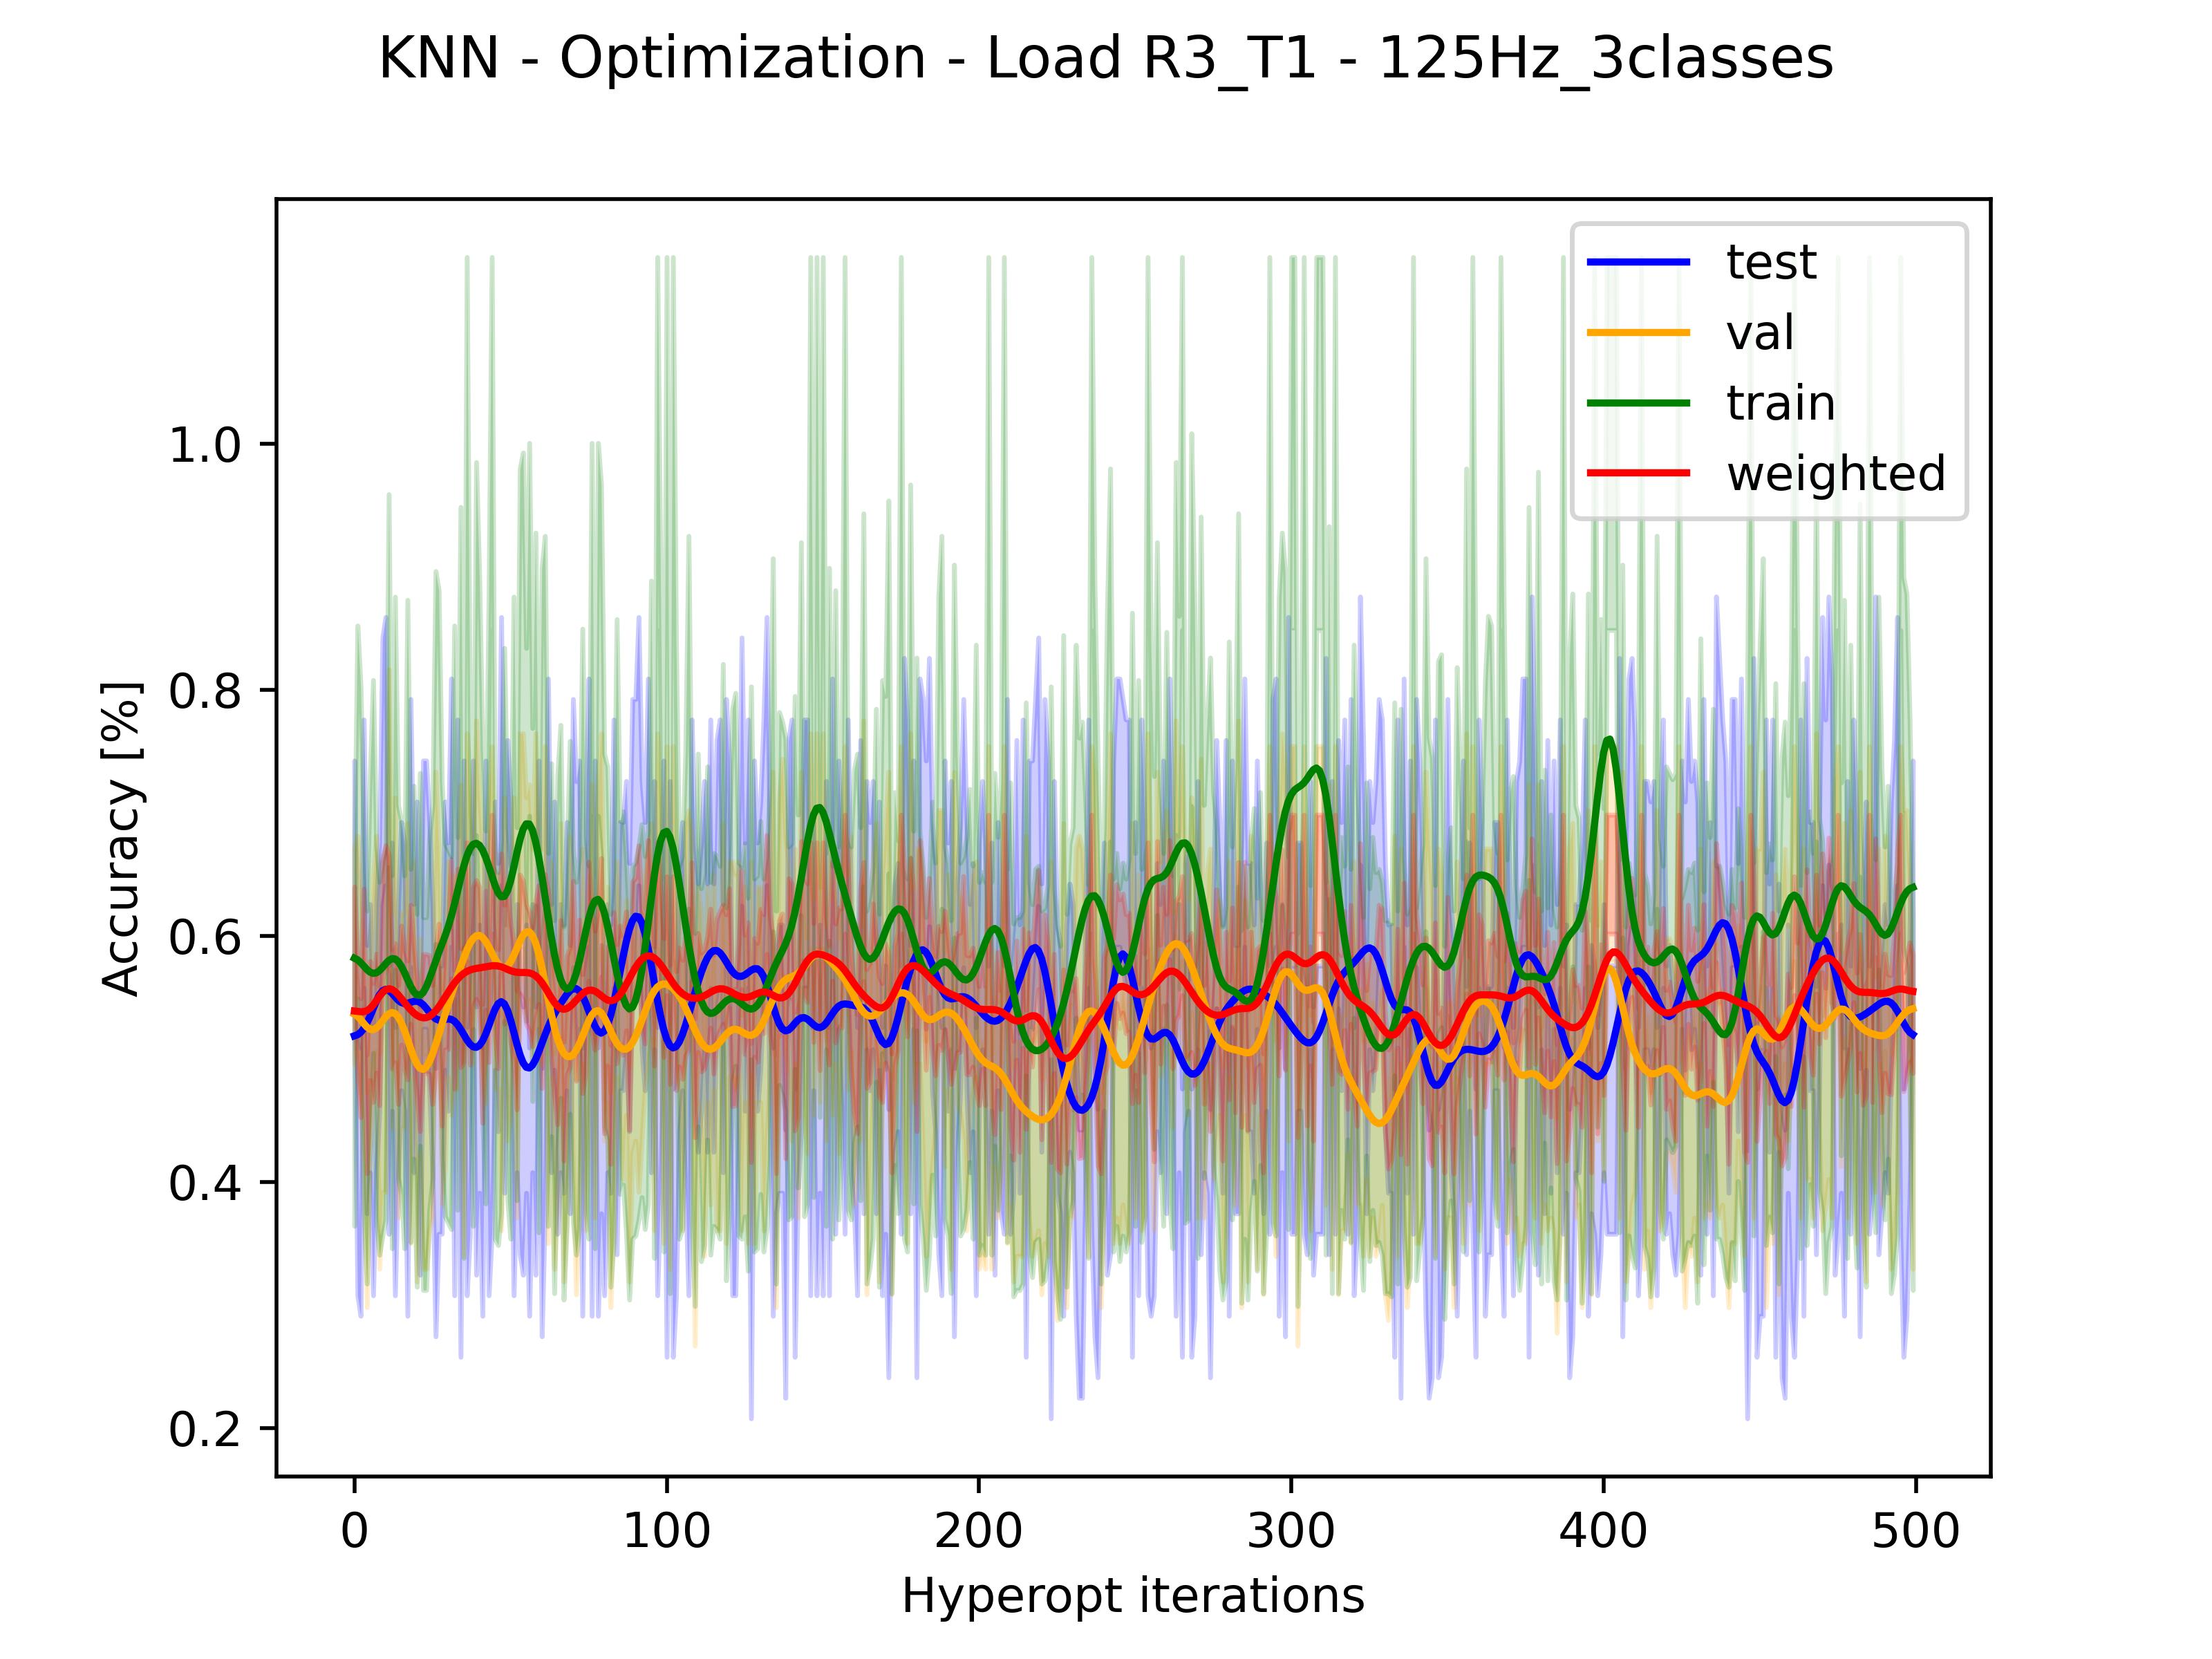 KNN - Optimization - Load R3_T1 - 125Hz_3classes
test
val
train
weighted
Accuracy [%]
1.0
0.8
0.6
0.4
0.2
0 100 200 300 400 500
Hyperopt iterations